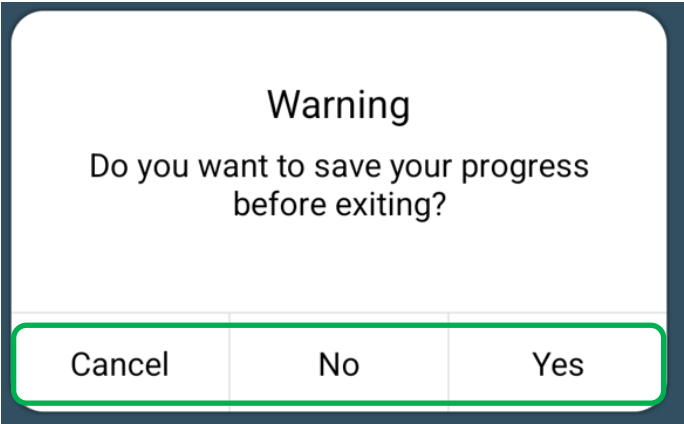 Warning
Do you want to save your progress
before exiting?
Cancel No Yes